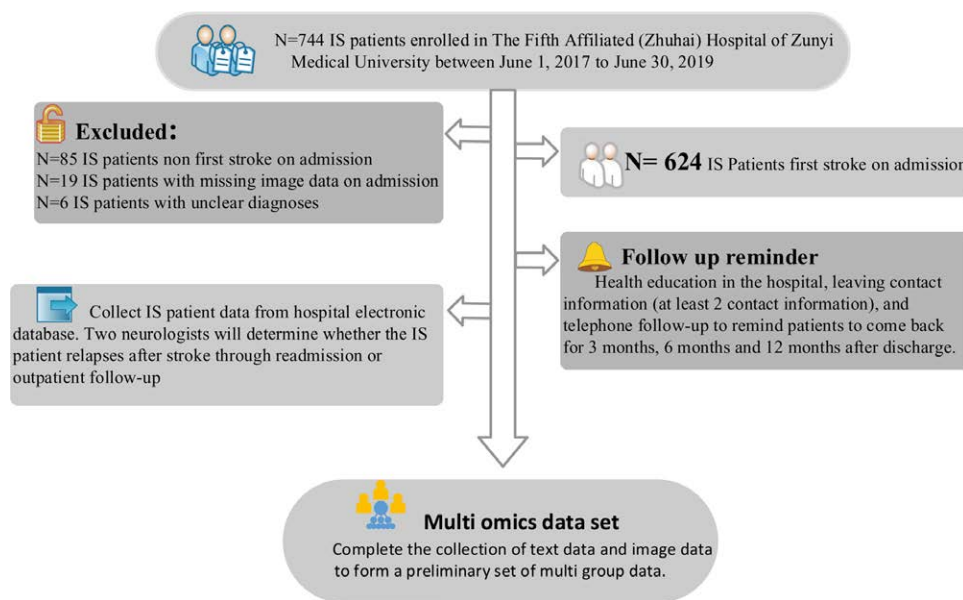 N=744 IS patients enrolled in The Fifth Affiliated (Zhuhai) Hospital of Zunyi
Medical University between June 1, 2017 to June 30, 2019
Excluded:
N=85 IS patients non first stroke on admission
N=19 IS patients with missing image data on admission
N=6 IS patients with unclear diagnoses
N= 624 IS Patients first stroke on admission
Follow up reminder
Health education in the hospital, leaving contact
information (at least 2 contact information), and
telephone follow-up to remind patients to come back
for 3 months, 6 months and 12 months after discharge.
Collect IS patient data from hospital electronic
database. Two neurologists will determine whether the IS
patient relapses after stroke through readmission or
outpatient follow-up
Multi omics data set
Complete the collection of text data and image data
to form a preliminary set of multi group data.